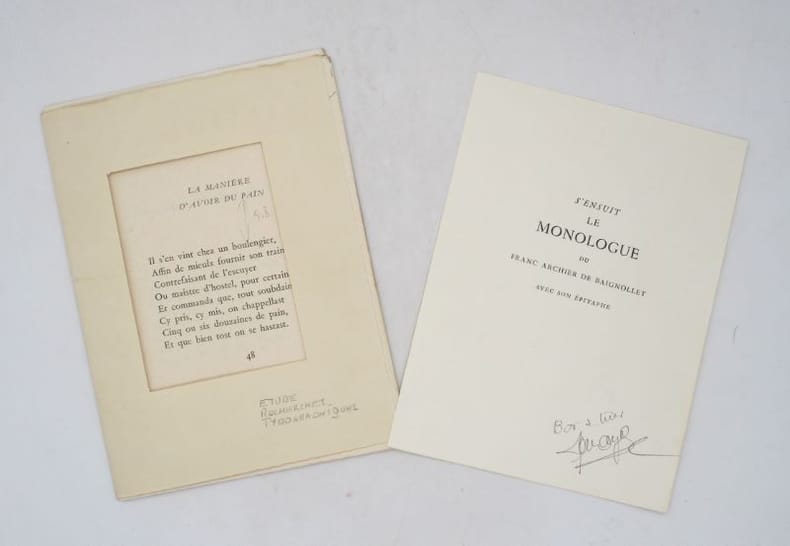 LA MANIÈRE
D'AVOIR DU PAIN
Il s'en vint chez un boulengier,
Affin de mieulx fournir son train
Contrefaisant de l'escuyer
Ou maistre d'hostel, pour certain
Et commanda que, tout soubdain
Cy pris, cy mis, on chappellast
Cinq ou six douzaines de pain,
Et que bien tost on se hastast.
48
ETUDE
RECHERCHES
TYPOGRAPHIQUES
S'ENSUIT
LE
MONOLOGUE
DU
FRANC ARCHIER DE BAIGNOLLET
AVEC SON ÉPITAPHE
Bon à tirer